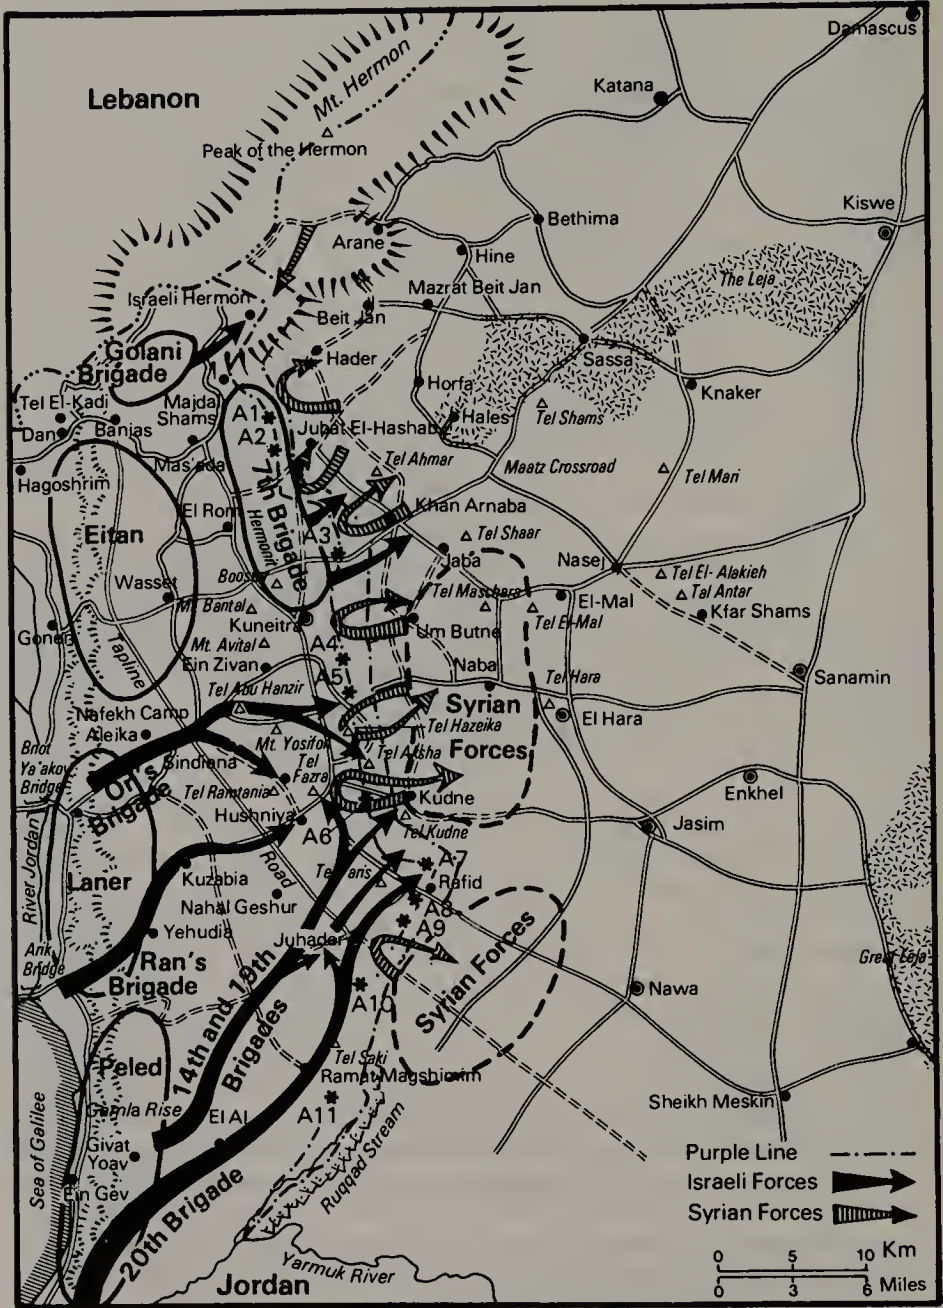 Damascus
Lebanon
Mt. Hermon
Katana
Peak of the Hermon
Kiswe
Bethima
Arane
Hine
The Leja
Israeli Hermon
Mazrat Beit Jan
Beit Jan
Golani
Brigade
Hader
Sassa
Horfa
Knaker
Tel El-Kadi
Majdal
Shams
A1
A2
Hales
Tel Shams
Dan
Banjas
Jubat El-Hashab
Mas'ada
Tel Ahmar
Maatz Crossroad
Tel Mari
Hagoshrim
7th Brigade
El Rom
Hermonit
Khan Arnaba
Eitan
A3
Tel Shaar
Jaba
Nasej
Booster
Wasset
Tel El-Alakieh
Tal Antar
Tel Maschara
El-Mal
Kfar Shams
Mt. Bantal
Tel El-Mal
Gonen
Kuneitra
Um Butne
A4
Mt. Avital
Tapline
Ein Zivan
A5
Naba
Tel Hara
Sanamin
Tel Abu Hanzir
Syrian
Forces
El Hara
Nafekh Camp
Tel Hazeika
Aleika
Mt. Yosifon
Bnot
Ya'akov
Bridge
Sindiana
Tel
Fazra
Tel Aksha
Ori's
Brigade
Tel Ramtania
Kudne
Enkhel
Hushniya
A6
Tel Kudne
Jasim
River Jordan
Road
A7
Laner
Kuzabia
Tel Faris
Rafid
Nahal Geshur
A8
A9
Yehudia
Juhader
Arik
Bridge
Ran's
Brigade
Syrian Forces
Great Leja
A10
Nawa
14th and 19th
Brigades
Peled
Tel Saki
Ramat Magshimim
Gamla Rise
El Al
A11
Sheikh Meskin
Sea of Galilee
Givat
Yoav
Ein Gev
Ruqqad Stream
20th Brigade
Yarmuk River
Jordan
Purple Line
Israeli Forces
Syrian Forces
0 5 10 Km
0 3 6 Miles